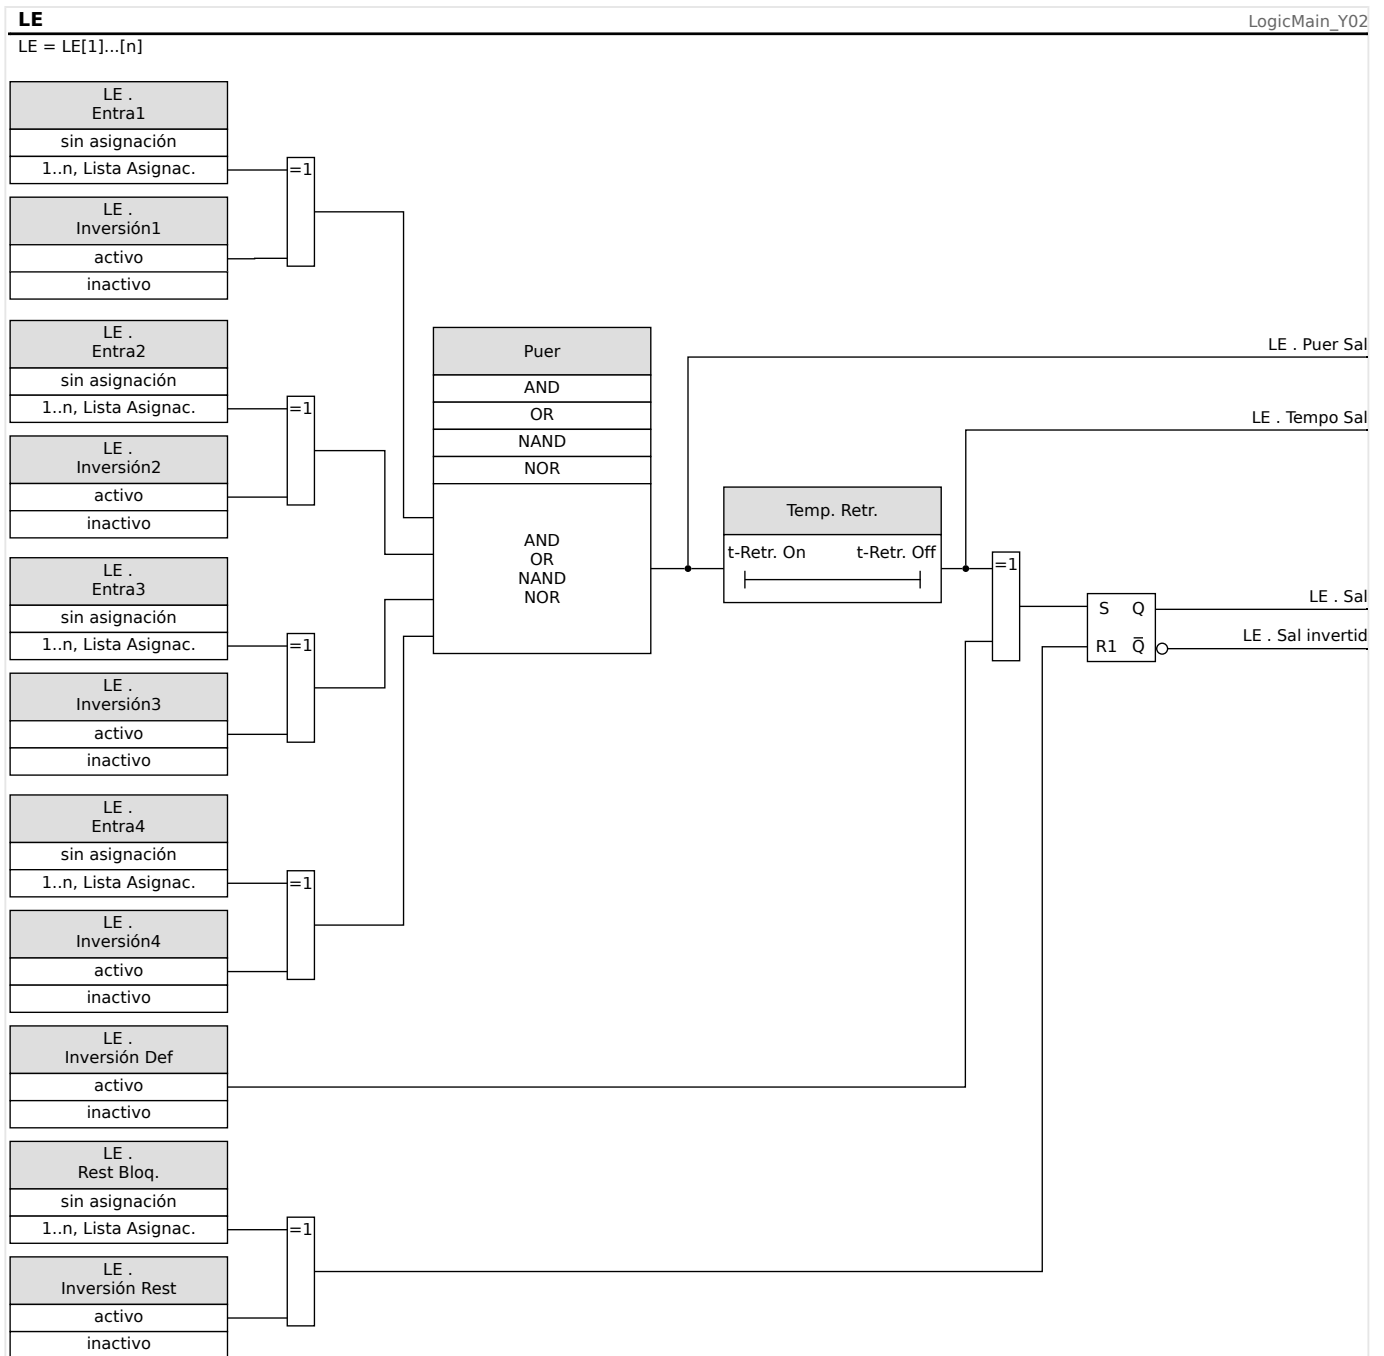 LE
LogicMain_Y02
LE = LE[1]...[n]
LE .
Entra1
sin asignación
1..n, Lista Asignac.
=1
LE .
Inversión1
activo
inactivo
LE .
Entra2
sin asignación
1..n, Lista Asignac.
=1
LE .
Inversión2
activo
inactivo
LE .
Entra3
sin asignación
1..n, Lista Asignac.
=1
LE .
Inversión3
activo
inactivo
LE .
Entra4
sin asignación
1..n, Lista Asignac.
=1
LE .
Inversión4
activo
inactivo
LE .
Inversión Def
activo
inactivo
LE .
Rest Bloq.
sin asignación
1..n, Lista Asignac.
=1
LE .
Inversión Rest
activo
inactivo
Puer
AND
OR
NAND
NOR
AND
OR
NAND
NOR
Temp. Retr.
t-Retr. On t-Retr. Off
=1
S Q
R1 Q̅
LE . Puer Sal
LE . Tempo Sal
LE . Sal
LE . Sal invertid